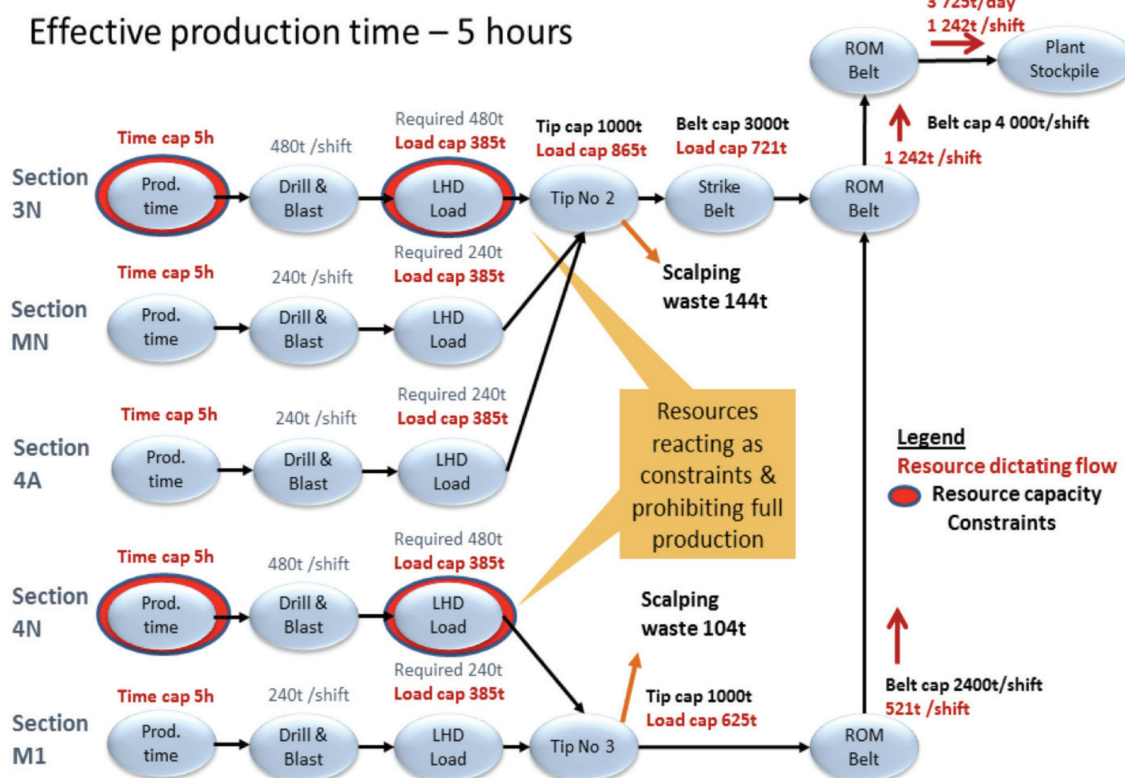 Effective production time – 5 hours
3 725t/day
1 242t /shift
ROM
Belt
Plant
Stockpile
Belt cap 4 000t/shift
1 242t /shift
Section
3N
Time cap 5h
Prod.
time
480t /shift
Drill &
Blast
Required 480t
Load cap 385t
LHD
Load
Tip cap 1000t
Load cap 865t
Tip No 2
Belt cap 3000t
Load cap 721t
Strike
Belt
ROM
Belt
Scalping
waste 144t
Section
MN
Time cap 5h
Prod.
time
240t /shift
Drill &
Blast
Required 240t
Load cap 385t
LHD
Load
Section
4A
Time cap 5h
Prod.
time
240t /shift
Drill &
Blast
Required 240t
Load cap 385t
LHD
Load
Resources
reacting as
constraints &
prohibiting full
production
Legend
Resource dictating flow
Resource capacity
Constraints
Section
4N
Time cap 5h
Prod.
time
480t /shift
Drill &
Blast
Required 480t
Load cap 385t
LHD
Load
Scalping
waste 104t
Section
M1
Time cap 5h
Prod.
time
240t /shift
Drill &
Blast
Required 240t
Load cap 385t
LHD
Load
Tip No 3
Tip cap 1000t
Load cap 625t
Belt cap 2400t/shift
521t /shift
ROM
Belt